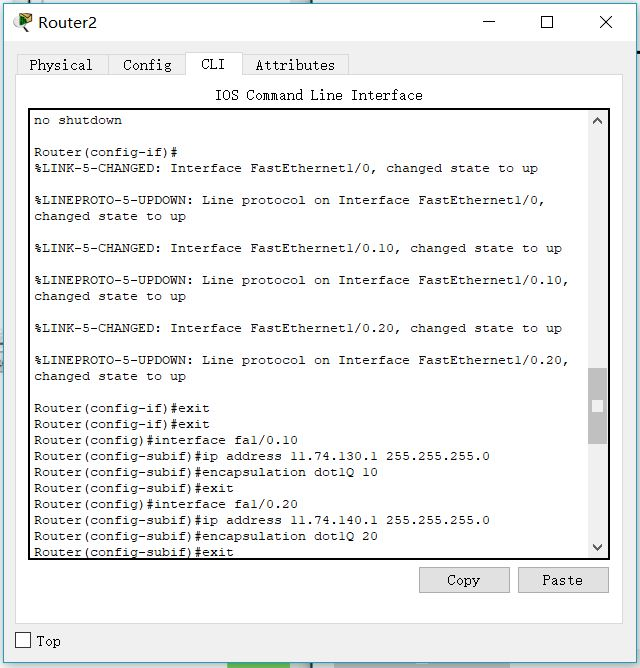 Router2
Physical Config CLI Attributes
IOS Command Line Interface
no shutdown
Router(config-if)#
%LINK-5-CHANGED: Interface FastEthernet1/0, changed state to up
%LINEPROTO-5-UPDOWN: Line protocol on Interface FastEthernet1/0,
changed state to up
%LINK-5-CHANGED: Interface FastEthernet1/0.10, changed state to up
%LINEPROTO-5-UPDOWN: Line protocol on Interface FastEthernet1/0.10,
changed state to up
%LINK-5-CHANGED: Interface FastEthernet1/0.20, changed state to up
%LINEPROTO-5-UPDOWN: Line protocol on Interface FastEthernet1/0.20,
changed state to up
Router(config-if)#exit
Router(config-if)#exit
Router(config)#interface fa1/0.10
Router(config-subif)#ip address 11.74.130.1 255.255.255.0
Router(config-subif)#encapsulation dot1Q 10
Router(config-subif)#exit
Router(config)#interface fa1/0.20
Router(config-subif)#ip address 11.74.140.1 255.255.255.0
Router(config-subif)#encapsulation dot1Q 20
Router(config-subif)#exit
Copy Paste
Top